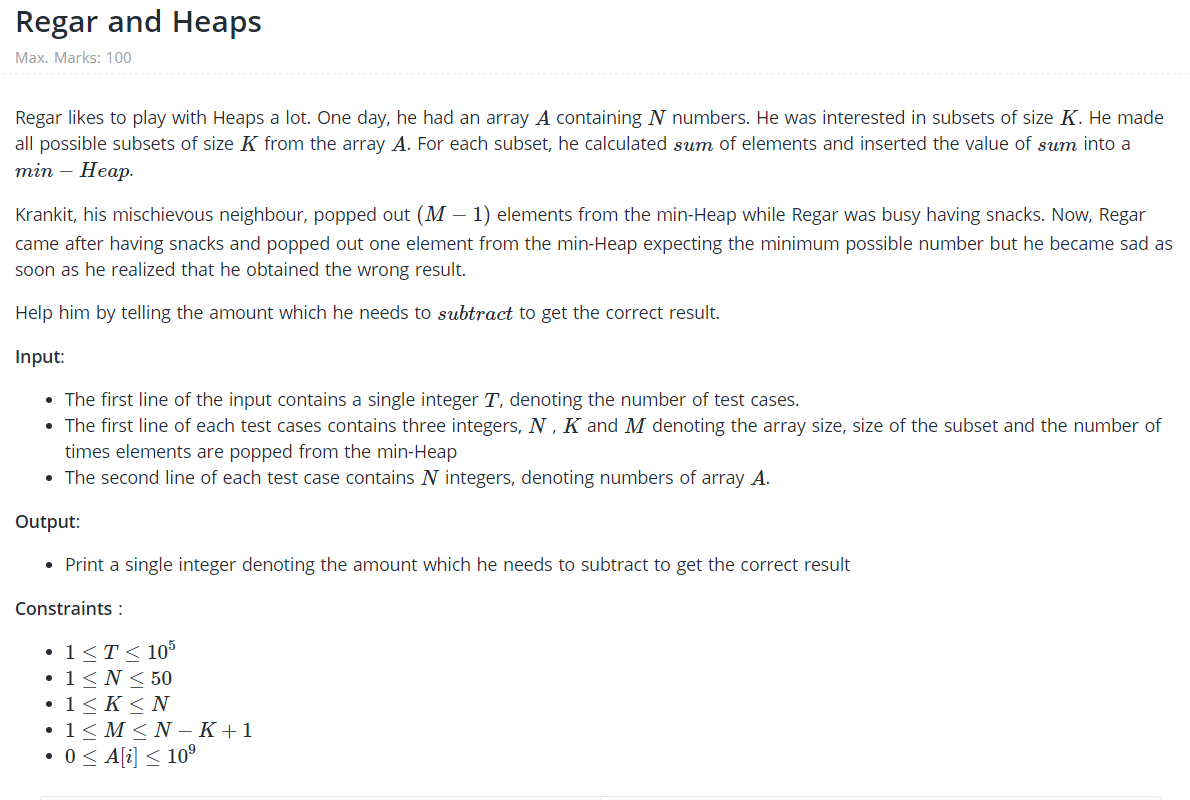 Regar and Heaps
Max. Marks: 100
Regar likes to play with Heaps a lot. One day, he had an array A containing N numbers. He was interested in subsets of size K. He made
all possible subsets of size K from the array A. For each subset, he calculated sum of elements and inserted the value of sum into a
min − Heap.
Krankit, his mischievous neighbour, popped out (M − 1) elements from the min-Heap while Regar was busy having snacks. Now, Regar
came after having snacks and popped out one element from the min-Heap expecting the minimum possible number but he became sad as
soon as he realized that he obtained the wrong result.
Help him by telling the amount which he needs to subtract to get the correct result.
Input:
• The first line of the input contains a single integer T, denoting the number of test cases.
• The first line of each test cases contains three integers, N , K and M denoting the array size, size of the subset and the number of
times elements are popped from the min-Heap
• The second line of each test case contains N integers, denoting numbers of array A.
Output:
• Print a single integer denoting the amount which he needs to subtract to get the correct result
Constraints :
• 1 ≤ T ≤ 10⁵
• 1 ≤ N ≤ 50
• 1 ≤ K ≤ N
• 1 ≤ M ≤ N − K + 1
• 0 ≤ A[i] ≤ 10⁹